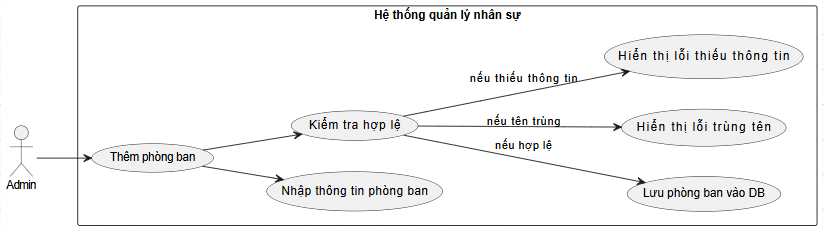 Hệ thống quản lý nhân sự
Hiển thị lỗi thiếu thông tin
nếu thiếu thông tin
Kiểm tra hợp lệ
nếu tên trùng
Hiển thị lỗi trùng tên
nếu hợp lệ
Thêm phòng ban
Admin
Nhập thông tin phòng ban
Lưu phòng ban vào DB